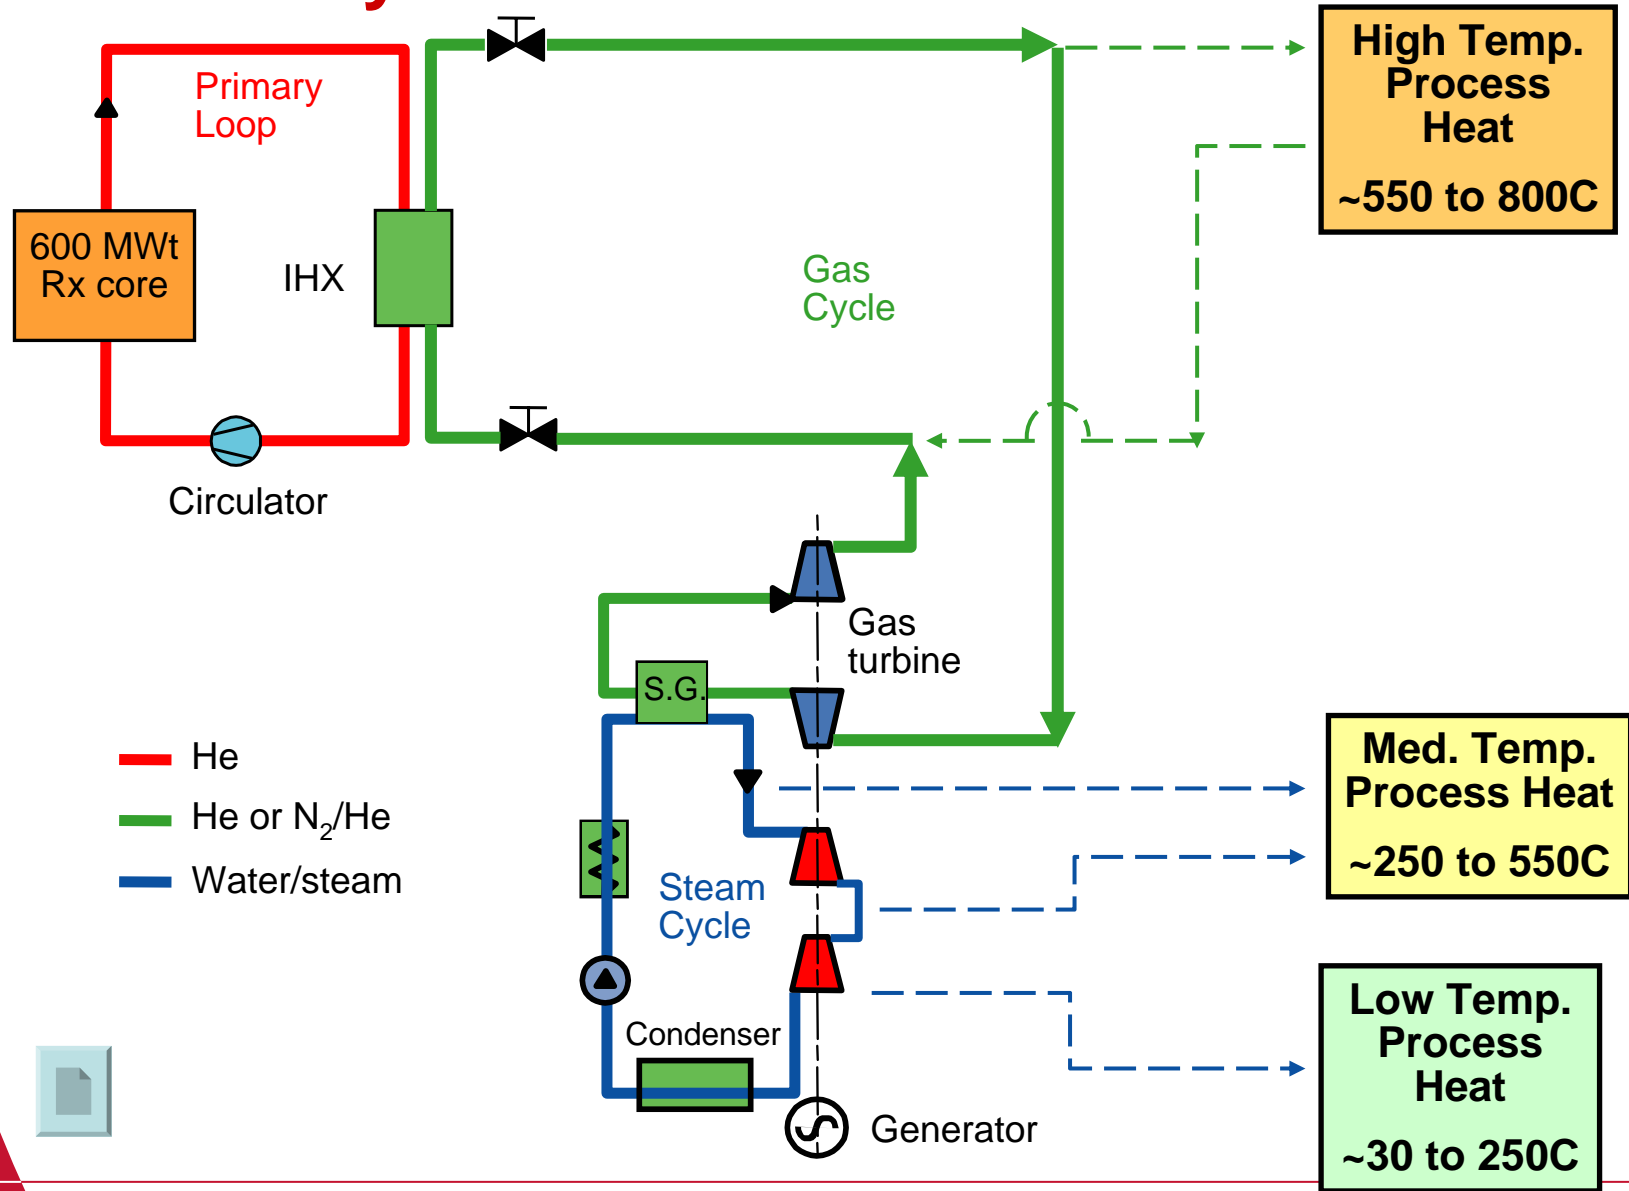 Primary
Loop
600 MWt
Rx core
IHX
Circulator
Gas
Cycle
High Temp.
Process
Heat
~550 to 800C
Gas
turbine
S.G.
He
He or N₂/He
Water/steam
Steam
Cycle
Condenser
Generator
Med. Temp.
Process Heat
~250 to 550C
Low Temp.
Process
Heat
~30 to 250C